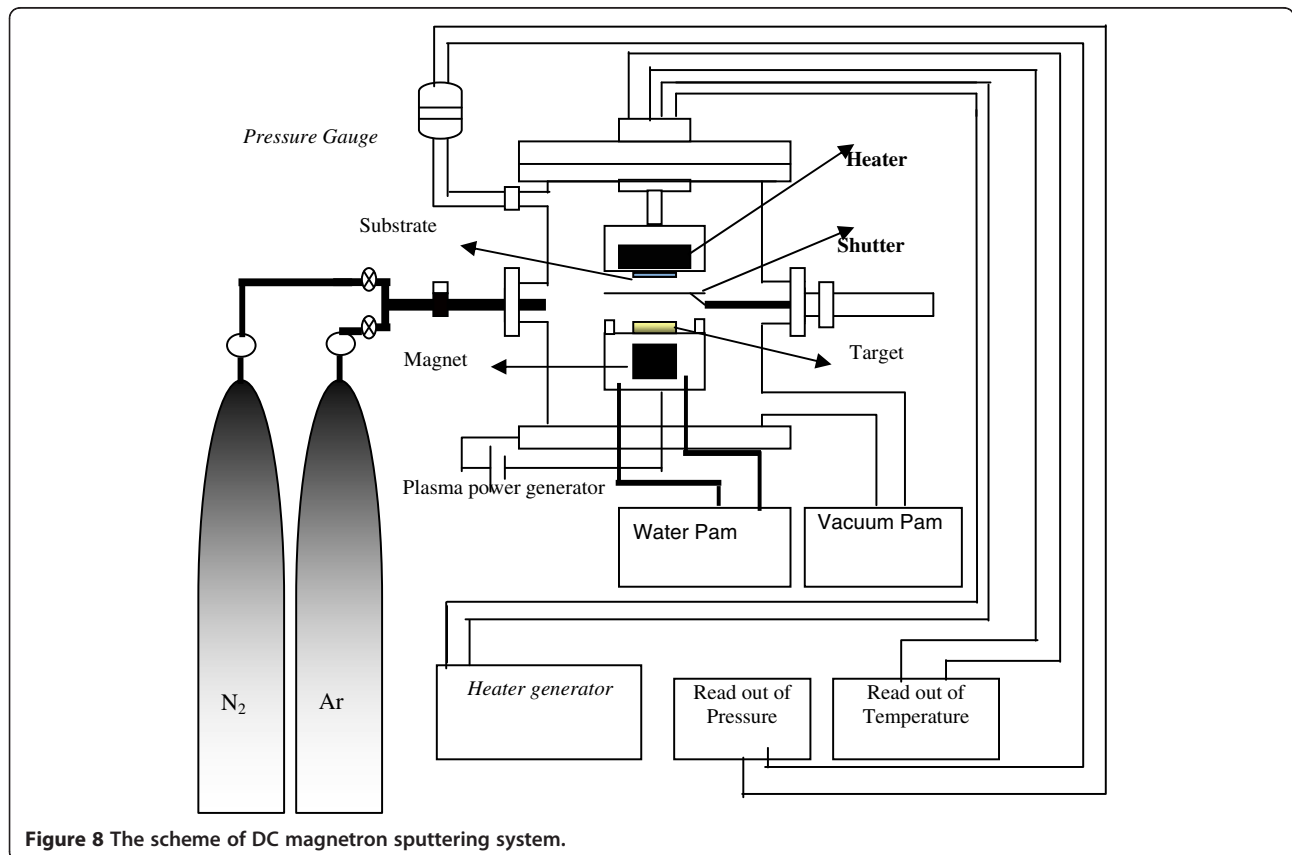 Pressure Gauge
Heater
Substrate
Shutter
Magnet
Target
Plasma power generator
Water Pam
Vacuum Pam
N₂
Ar
Heater generator
Read out of
Pressure
Read out of
Temperature
Figure 8 The scheme of DC magnetron sputtering system.